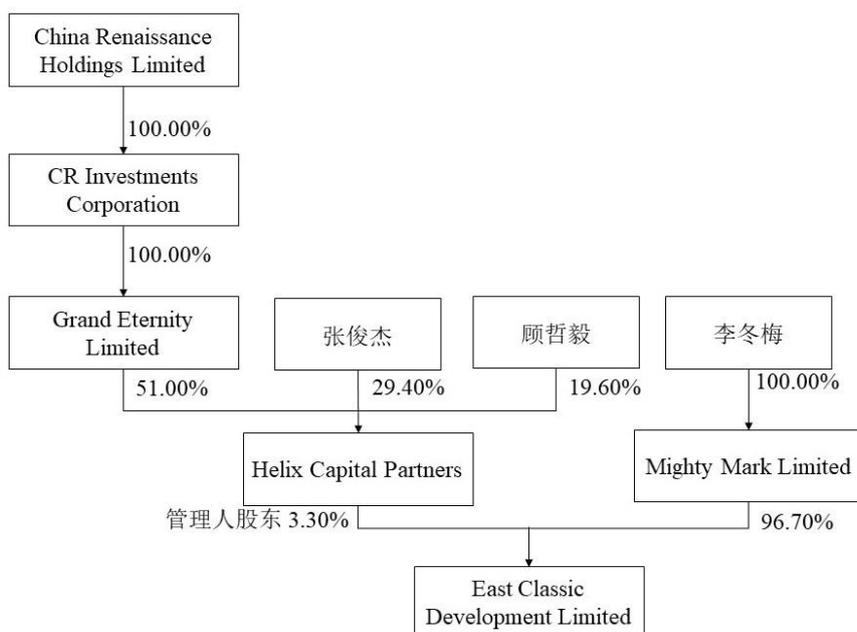 China Renaissance
Holdings Limited
100.00%
CR Investments
Corporation
100.00%
Grand Eternity
Limited
张俊杰
顾哲毅
李冬梅
51.00%
29.40%
19.60%
100.00%
Helix Capital Partners
Mighty Mark Limited
管理人股东 3.30%
96.70%
East Classic
Development Limited